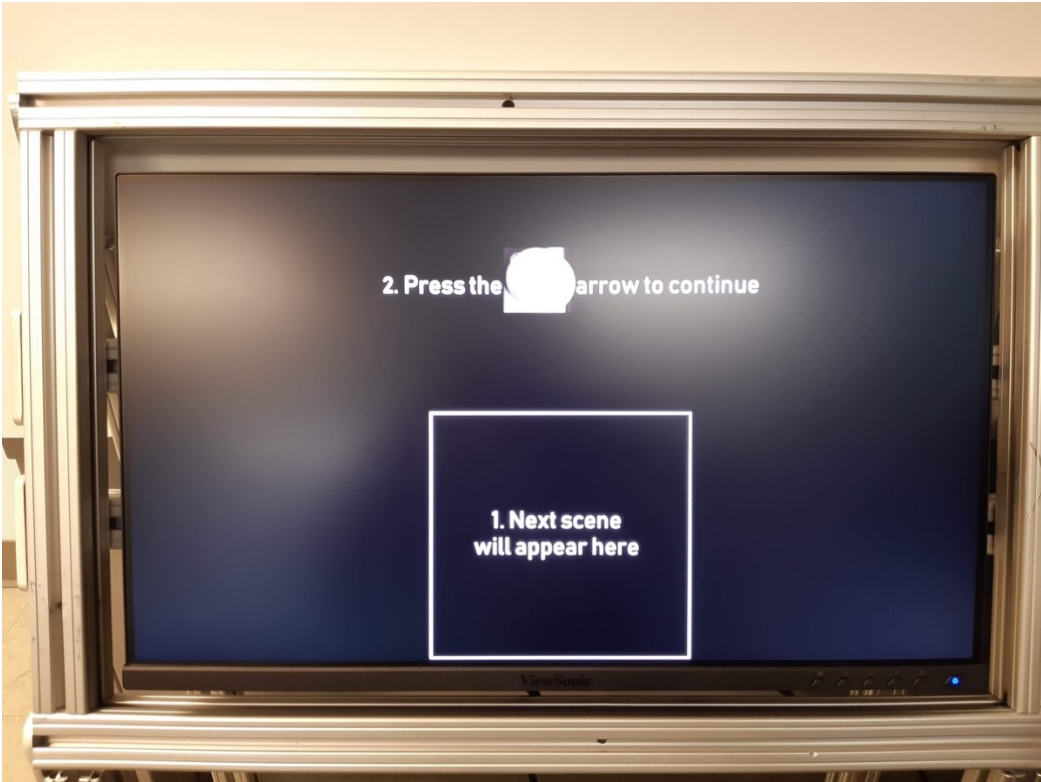 2. Press the arrow to continue
1. Next scene
will appear here
ViewSonic